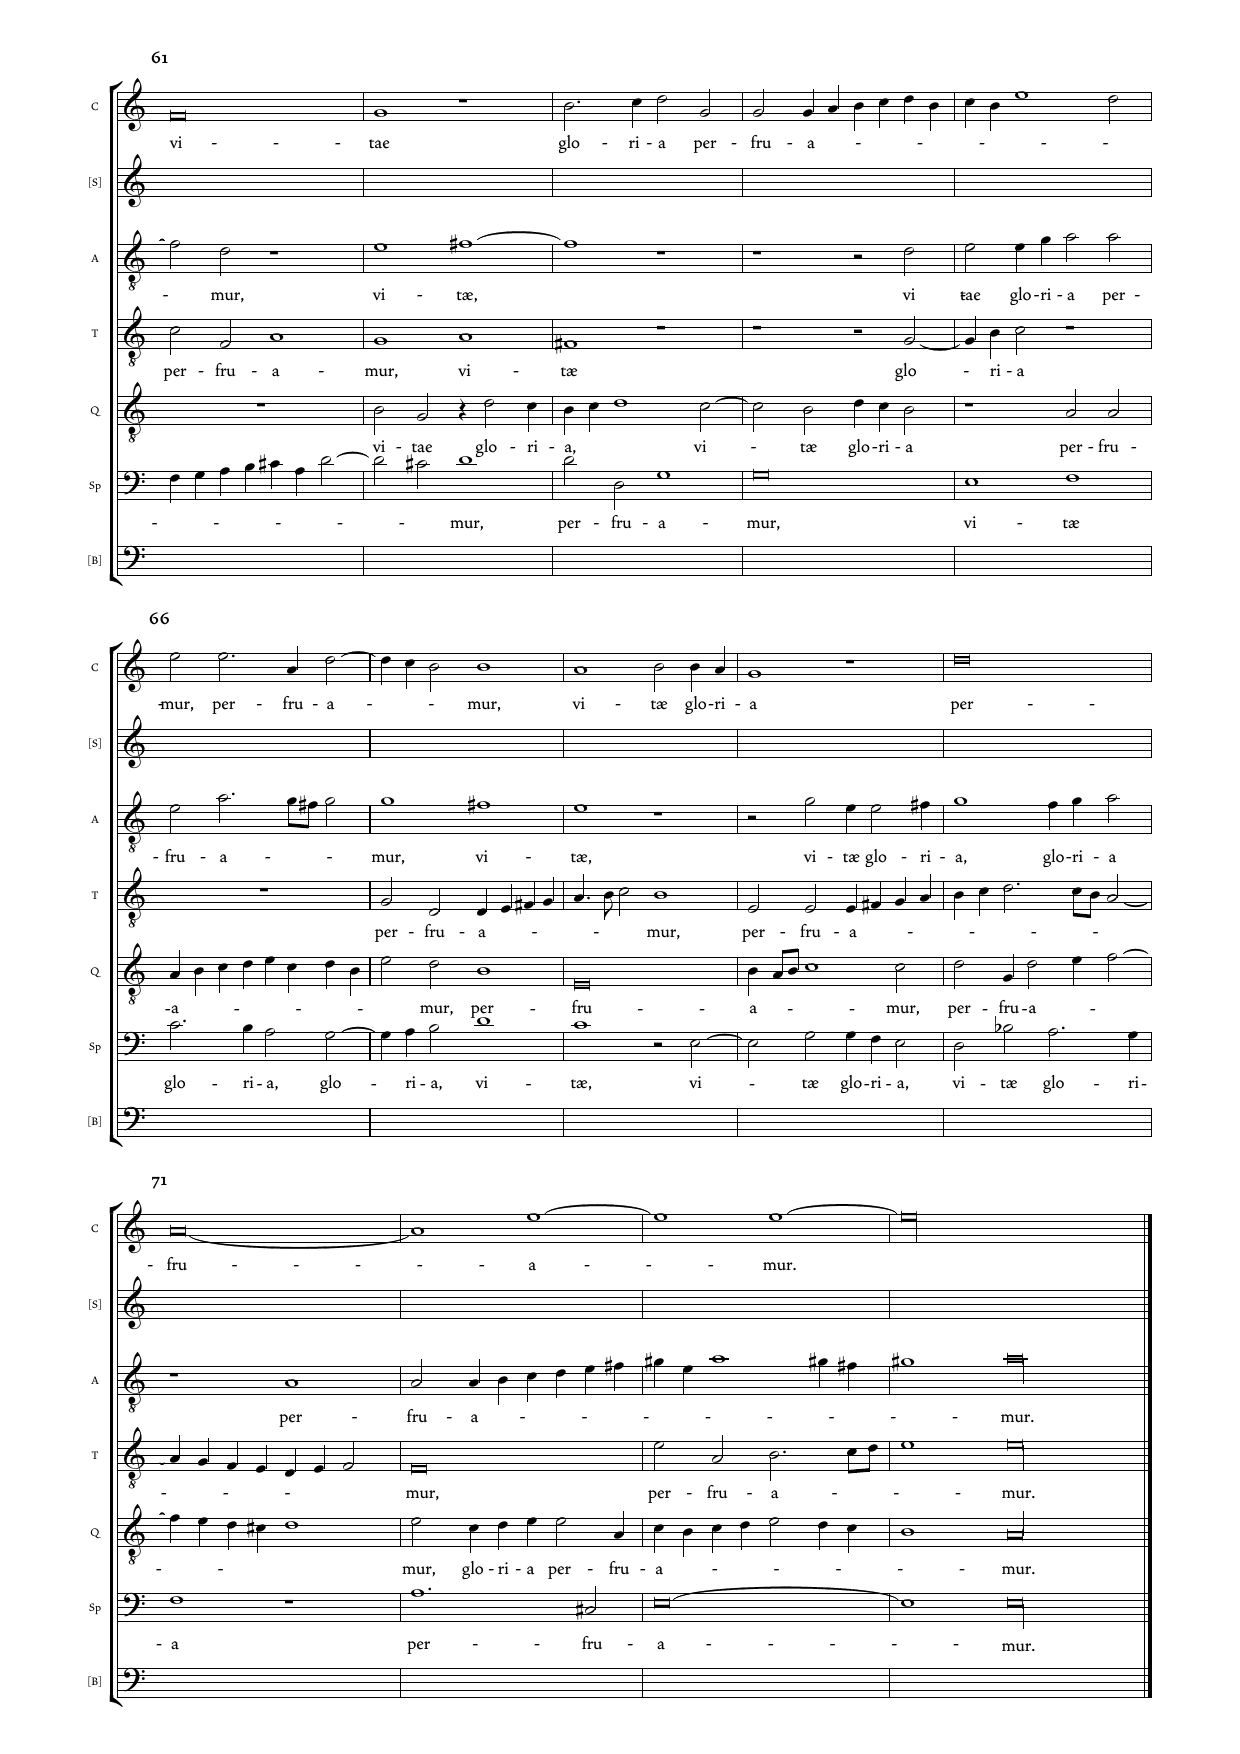 61
C
vi - - - tae glo - ri - a per - fru - a - - - - -
[S]
A
- mur, vi - tæ, vi - tae glo-ri - a per -
T
per - fru - a - mur, vi - tæ glo - ri - a
Q
vi - tae glo - ri - a, vi - tæ glo-ri - a per - fru -
Sp
- - - - - mur, per - fru - a - mur, vi - tæ
[B]
66
C
-mur, per - fru - a - - mur, vi - tæ glo-ri - a per - -
[S]
A
- fru - a - - mur, vi - tæ, vi - tæ glo - ri - a, glo-ri - a
T
per - fru - a - - mur, per - fru - a - - - -
Q
-a - - - mur, per - fru - - a - - mur, per - fru-a - -
Sp
glo - ri - a, glo - ri - a, vi - tæ, vi - tæ glo-ri - a, vi - tæ glo - ri-
[B]
71
C
- fru - - - - - a - - - mur.
[S]
A
per - fru - a - - - - - - - - mur.
T
- - - mur, per - fru - a - - - mur.
Q
- - mur, glo - ri - a per - fru - a - - - - - mur.
Sp
- a per - - fru - a - - - - - mur.
[B]